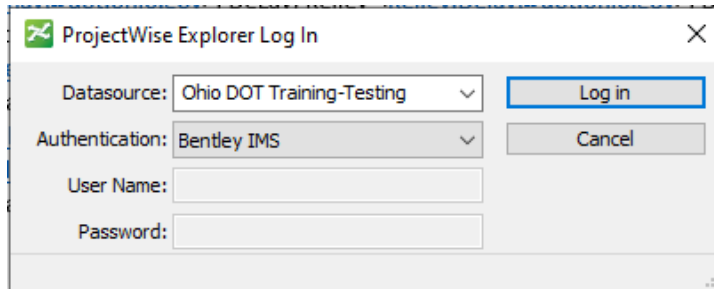 ProjectWise Explorer Log In
Datasource: Ohio DOT Training-Testing Log in
Authentication: Bentley IMS Cancel
User Name:
Password: